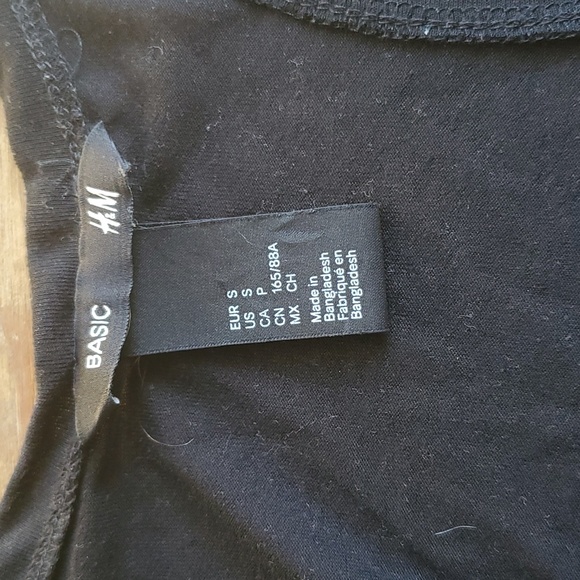 H&M
BASIC
EUR S
US S
CA P
CN 165/88A
MX CH
Made in
Bangladesh
Fabriqué en
Bangladesh